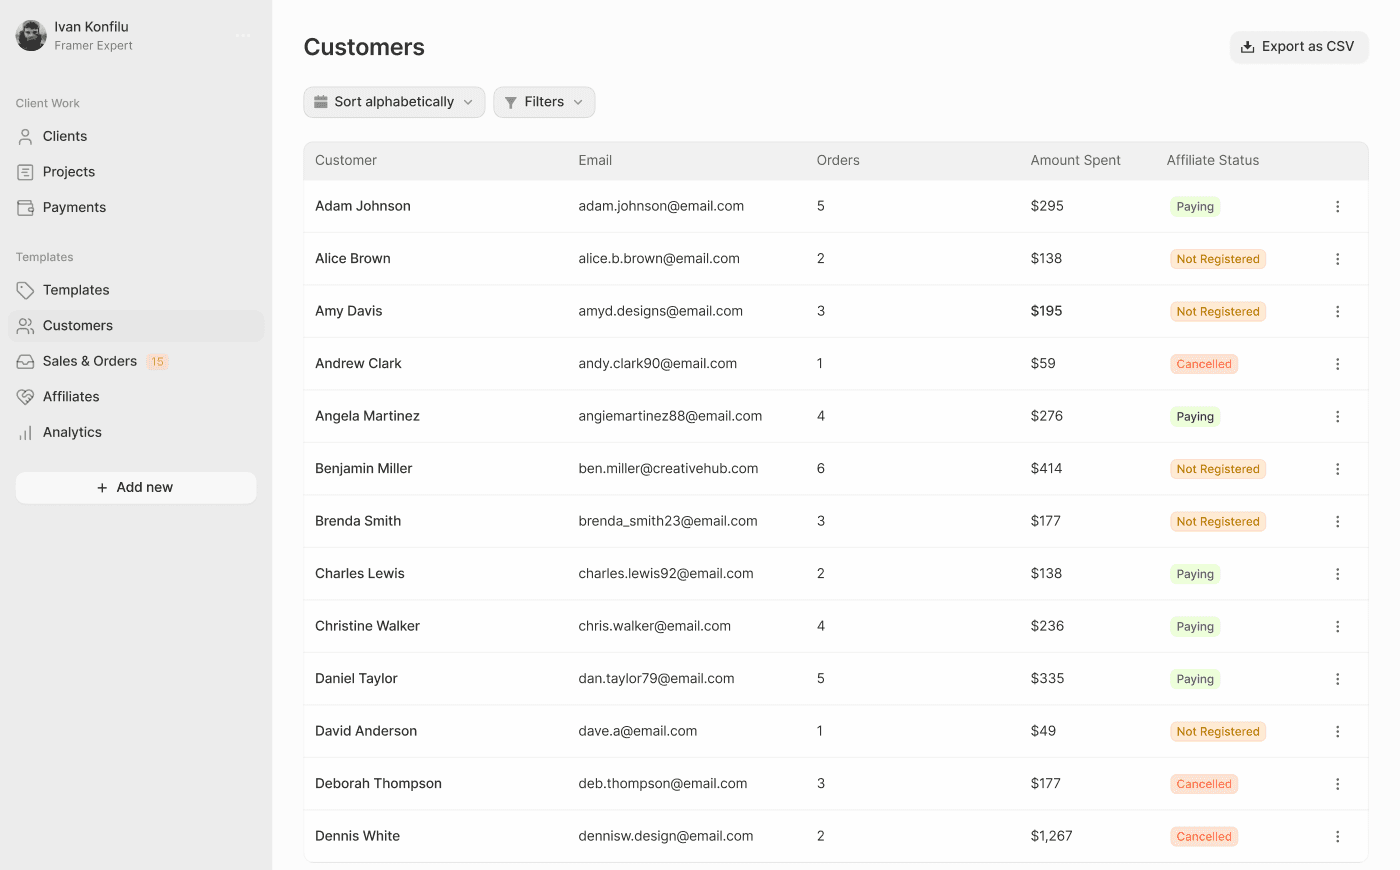 Ivan Konfilu
Framer Expert
Client Work
Clients
Projects
Payments
Templates
Templates
Customers
Sales & Orders 15
Affiliates
Analytics
+ Add new
Customers
Export as CSV
Sort alphabetically
Filters
Customer Email Orders Amount Spent Affiliate Status
Adam Johnson adam.johnson@email.com 5 $295 Paying
Alice Brown alice.b.brown@email.com 2 $138 Not Registered
Amy Davis amyd.designs@email.com 3 $195 Not Registered
Andrew Clark andy.clark90@email.com 1 $59 Cancelled
Angela Martinez angiemartinez88@email.com 4 $276 Paying
Benjamin Miller ben.miller@creativehub.com 6 $414 Not Registered
Brenda Smith brenda_smith23@email.com 3 $177 Not Registered
Charles Lewis charles.lewis92@email.com 2 $138 Paying
Christine Walker chris.walker@email.com 4 $236 Paying
Daniel Taylor dan.taylor79@email.com 5 $335 Paying
David Anderson dave.a@email.com 1 $49 Not Registered
Deborah Thompson deb.thompson@email.com 3 $177 Cancelled
Dennis White dennisw.design@email.com 2 $1,267 Cancelled